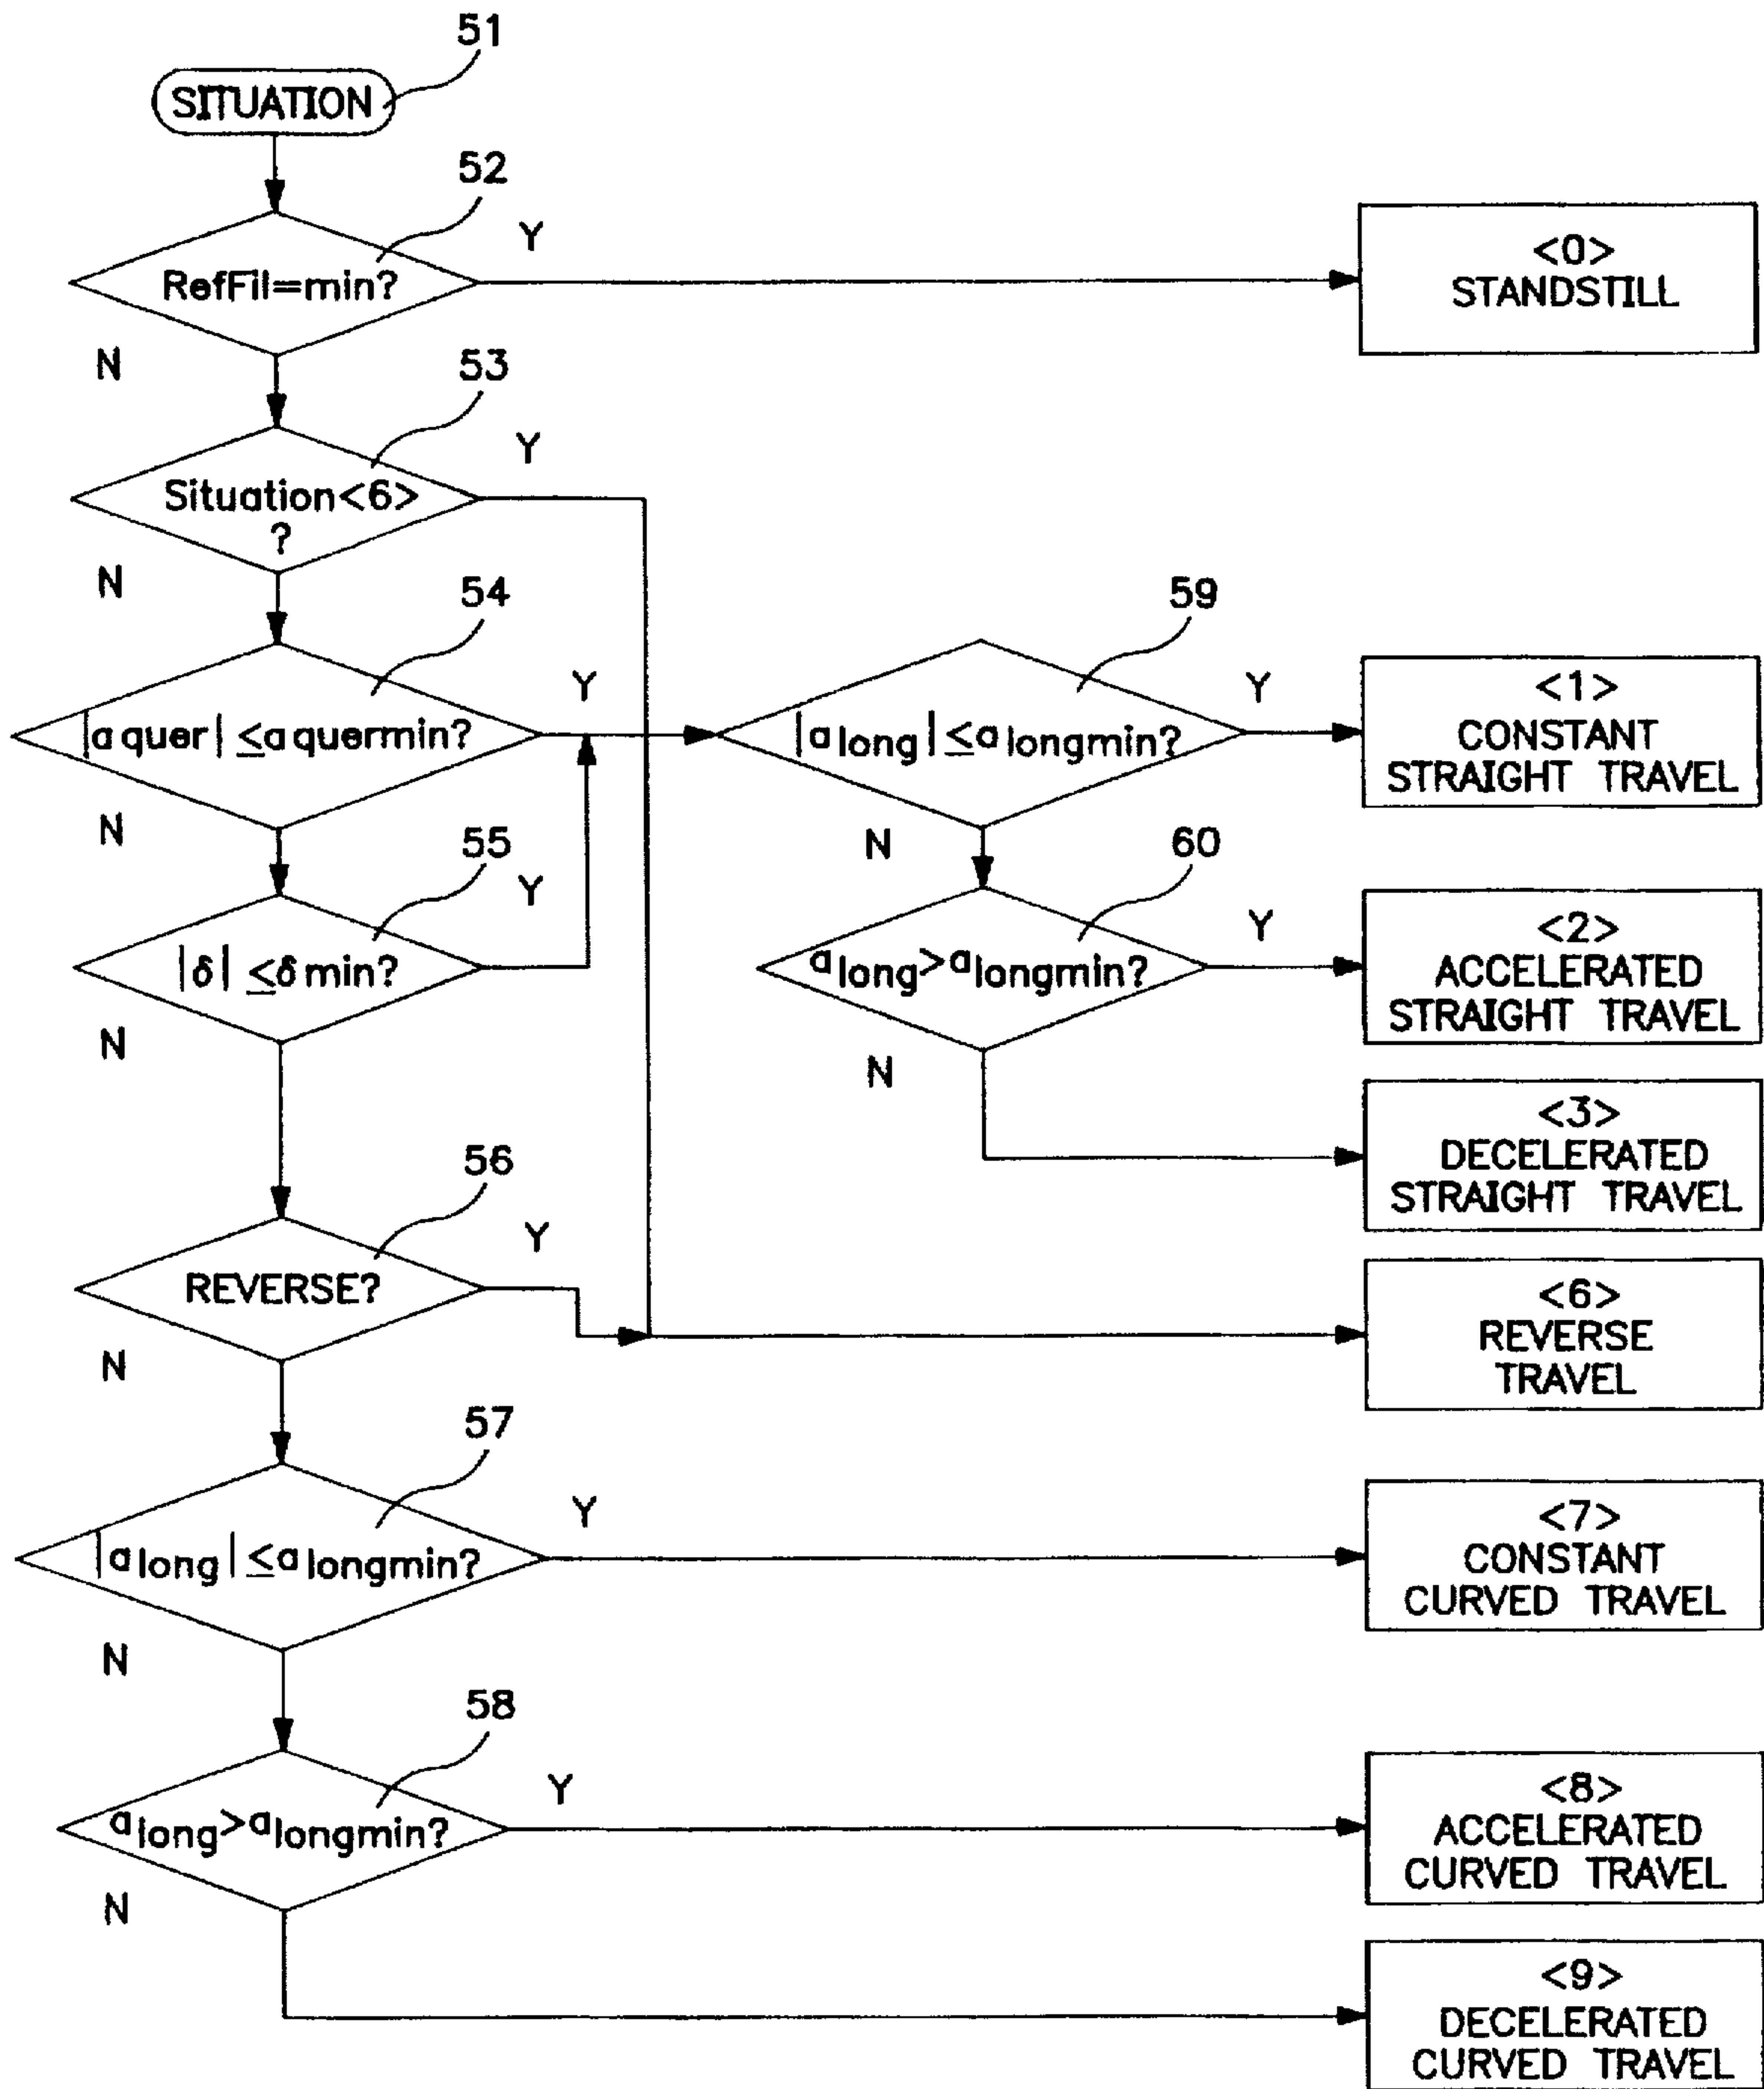 51
SITUATION
52
RefFil=min?
Y
N
<0>
STANDSTILL
53
Situation<6>
?
Y
N
54
|a quer| ≤a quermin?
Y
N
59
|a long| ≤a longmin?
Y
N
<1>
CONSTANT
STRAIGHT TRAVEL
55
|δ| ≤δ min?
Y
N
60
a long>a longmin?
Y
N
<2>
ACCELERATED
STRAIGHT TRAVEL
<3>
DECELERATED
STRAIGHT TRAVEL
56
REVERSE?
Y
N
<6>
REVERSE
TRAVEL
57
|a long| ≤a longmin?
Y
N
<7>
CONSTANT
CURVED TRAVEL
58
a long>a longmin?
Y
N
<8>
ACCELERATED
CURVED TRAVEL
<9>
DECELERATED
CURVED TRAVEL